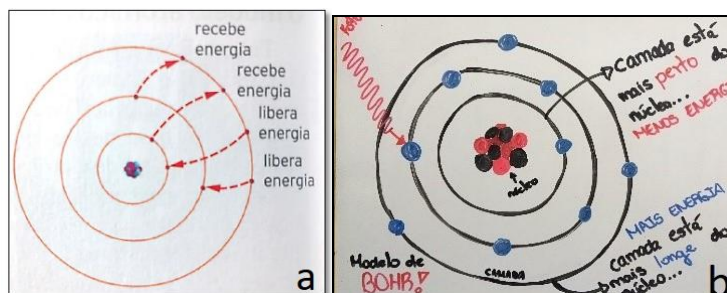 recebe
energia
recebe
energia
libera
energia
libera
energia
a
Camada está
mais perto do
núcleo...
MENOS ENERGIA
núcleo
MAIS ENERGIA
camada está
mais longe do
CAMADA
Modelo de
BOHR!
b